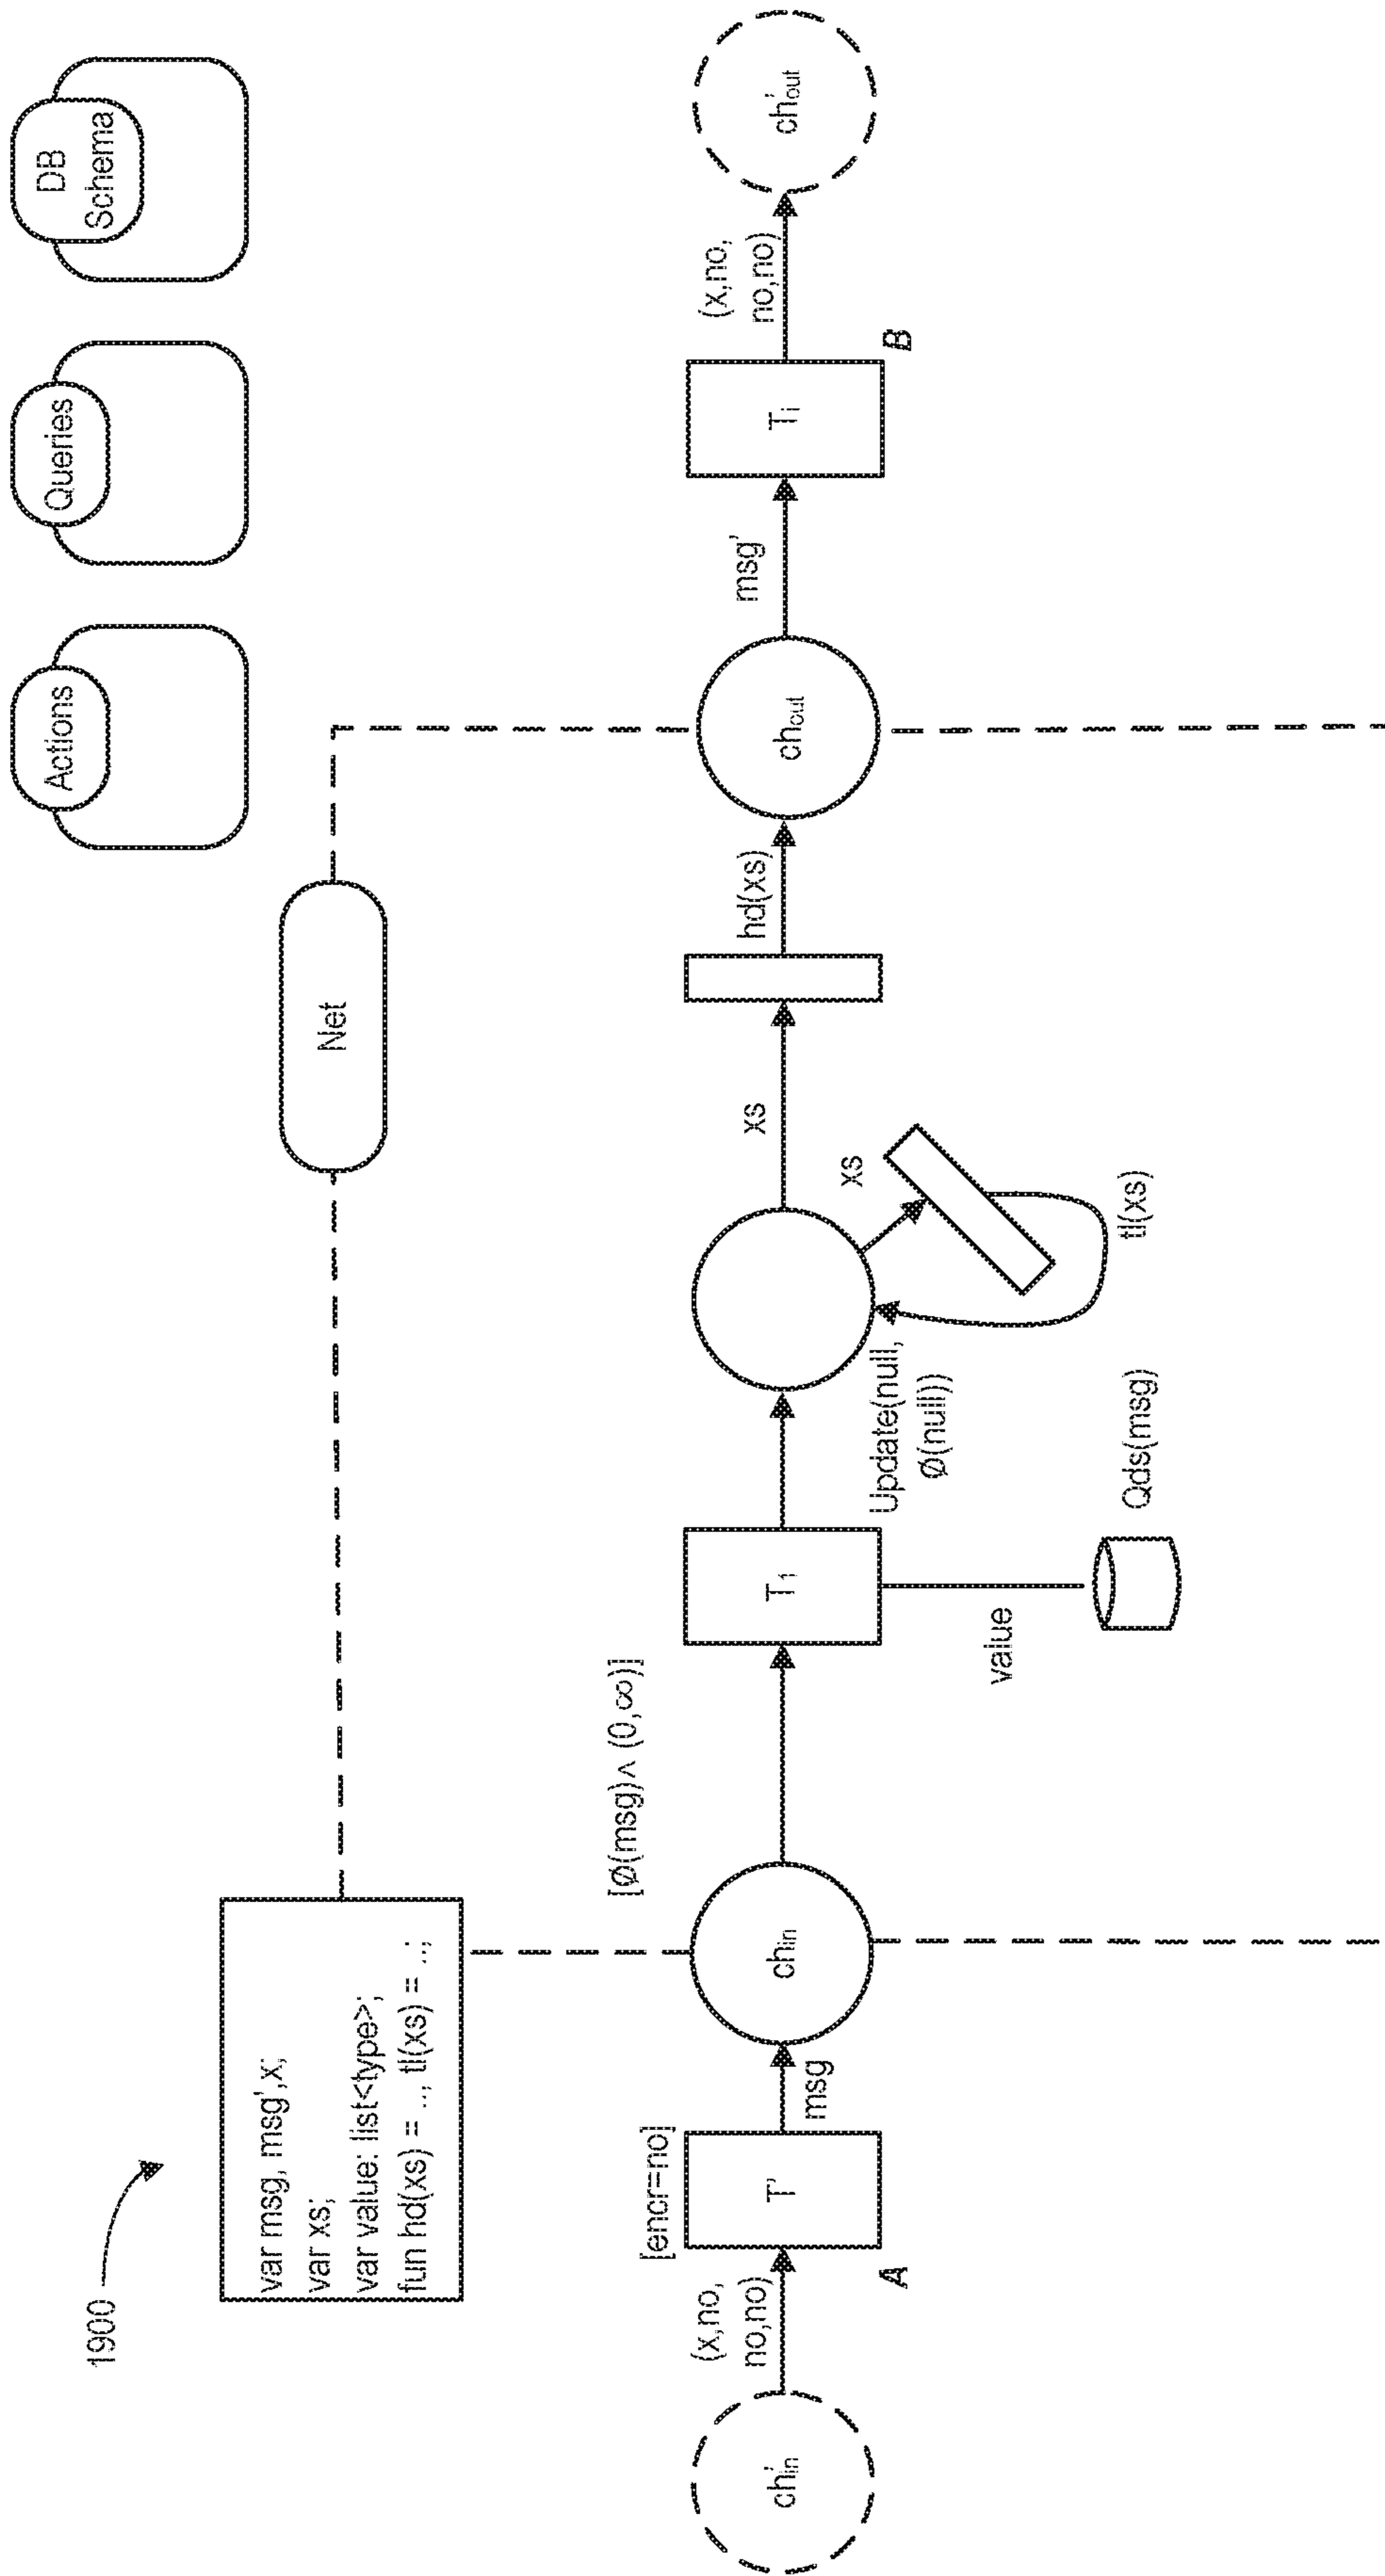 1900
var msg, msg',x;
var xs;
var value: list<type>;
fun hd(xs) = ..., tl(xs) = ...;
Net
Actions
Queries
DB
Schema
ch'in
(x,no,
no,no)
[encr=no]
T'
A
msg
chin
[Ø(msg)∧ (0,∞)]
T1
value
Qds(msg)
Update(null,
Ø(null))
xs
tl(xs)
xs
hd(xs)
chout
msg'
Ti
B
(x,no,
no,no)
ch'out